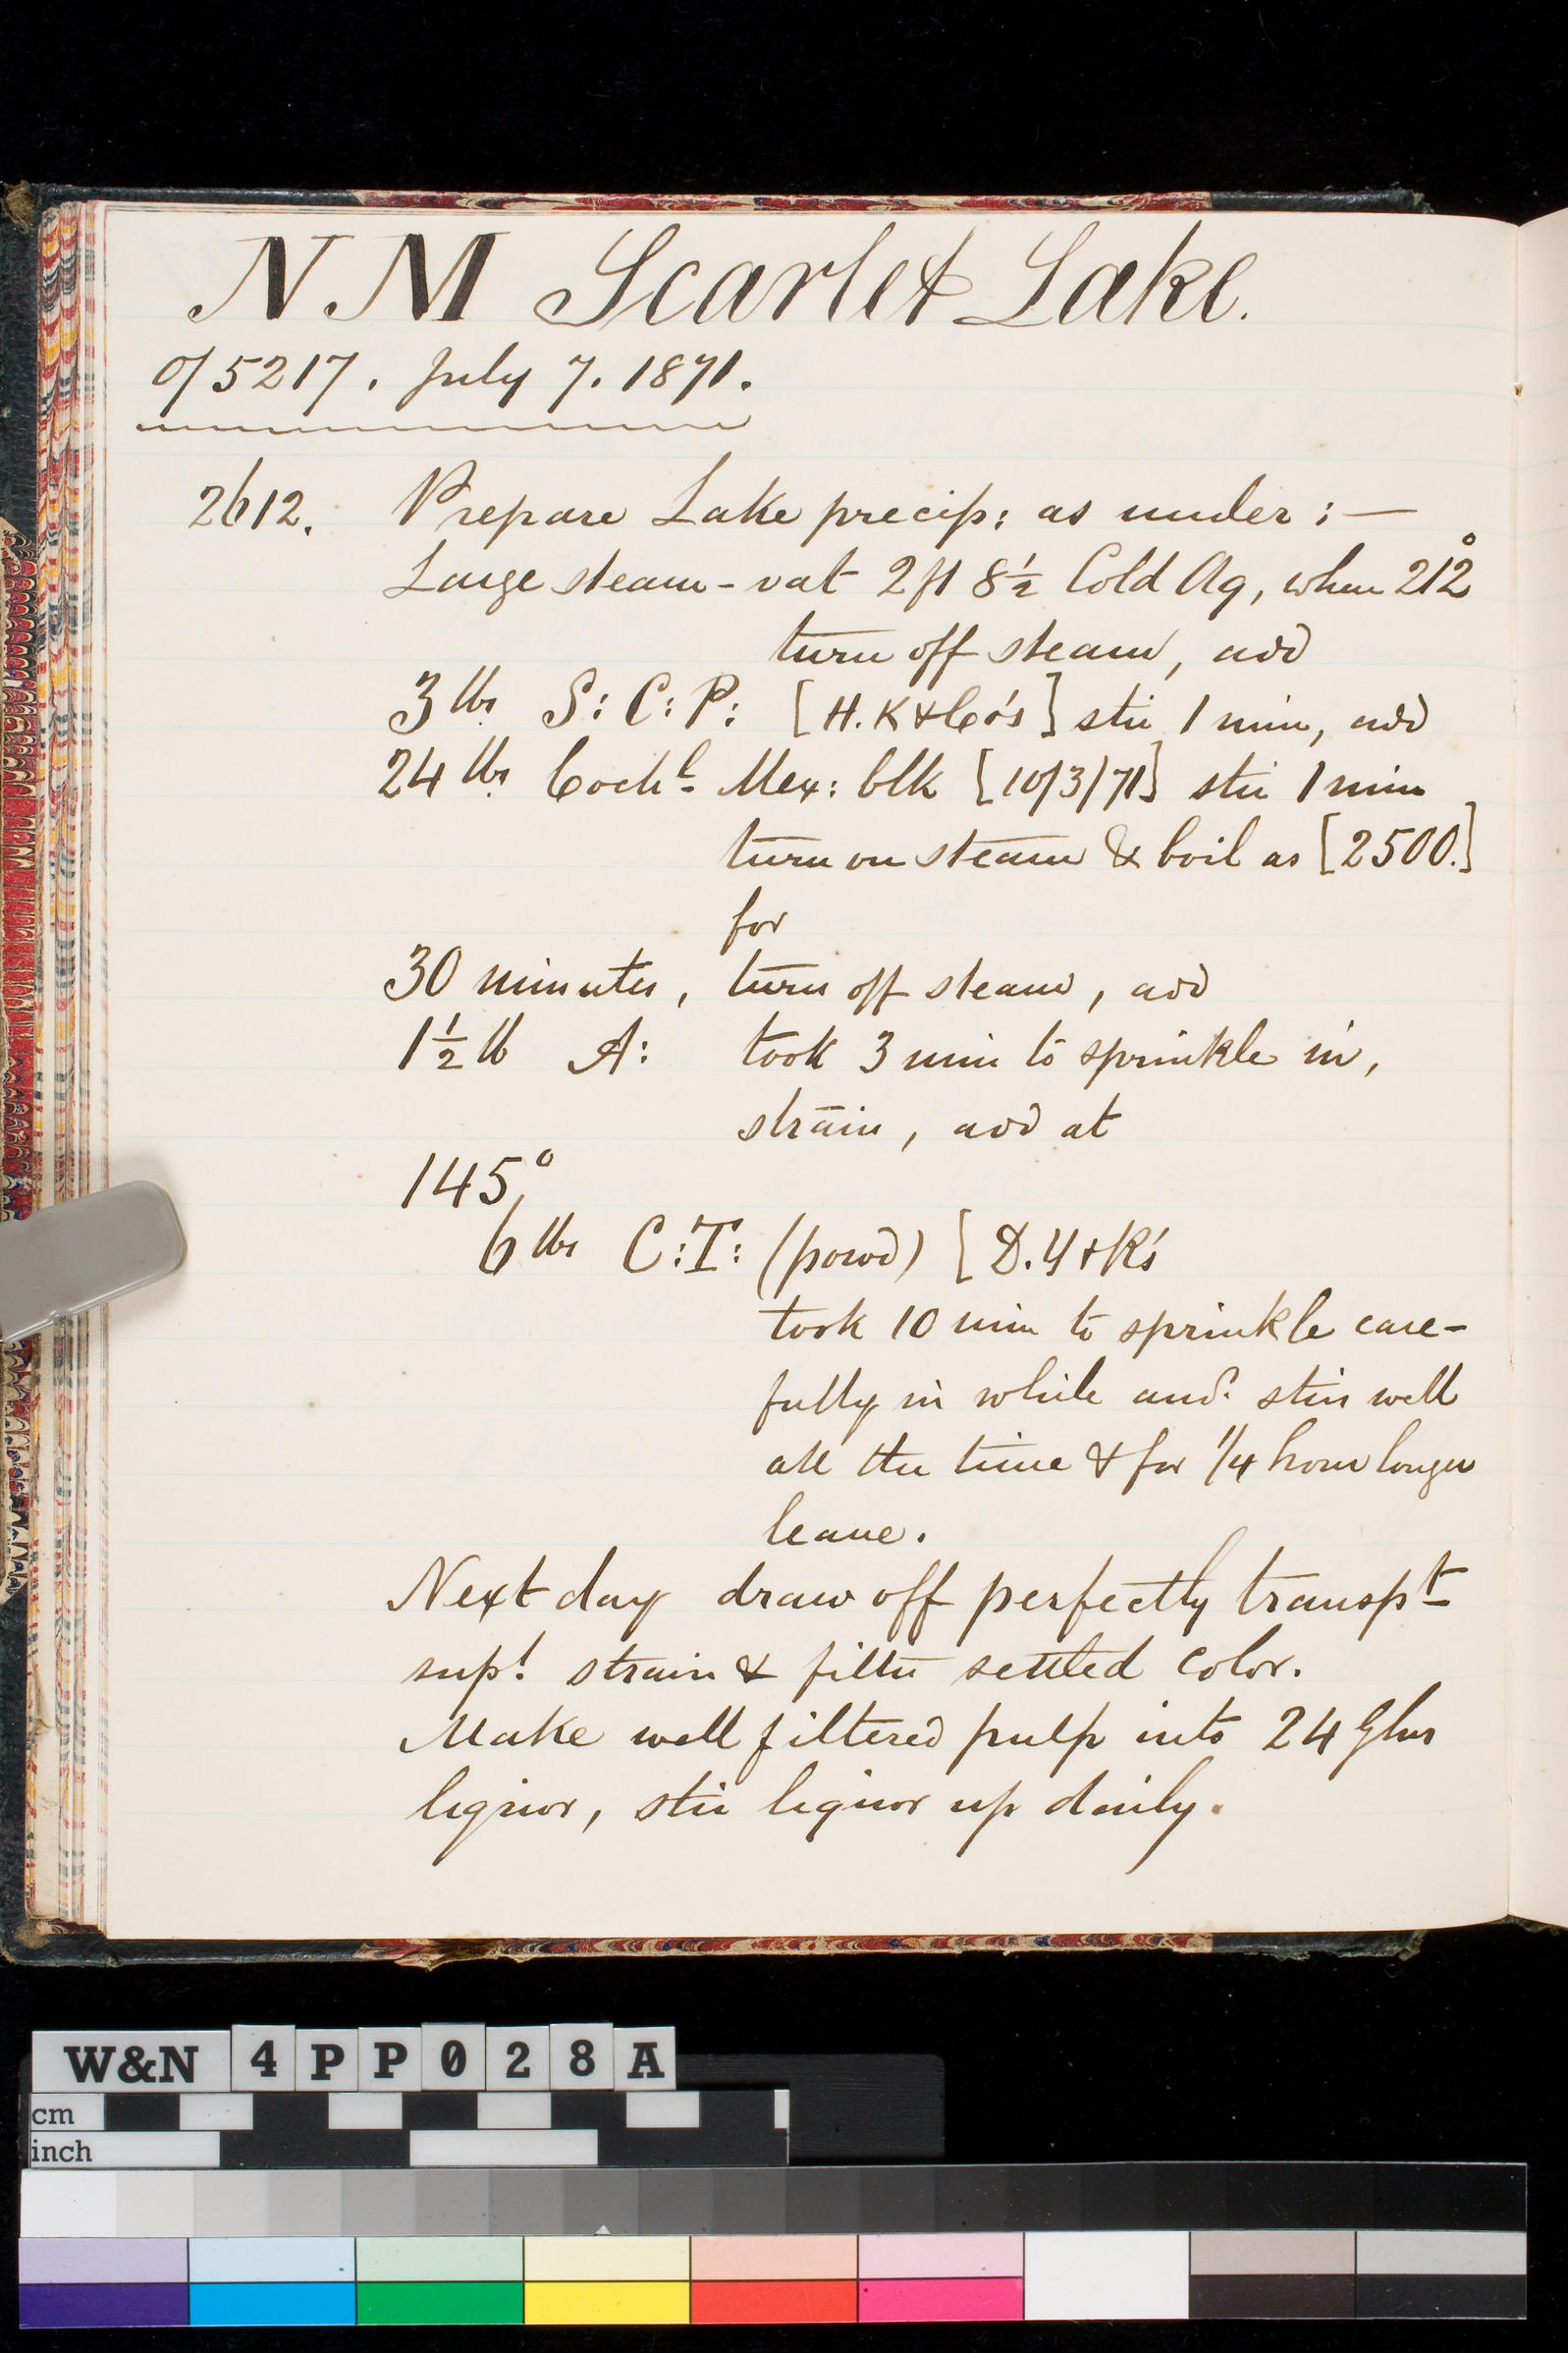 N M Scarlet Lake.
o/5217. July 7. 1871.
2612. Prepare Lake precip: as under :—
Large steam-vat 2ft 8½ Cold Aq, when 212°
turn off steam, add
3 lbs S: C: P: [H. K & Co's] stir 1 min, add
24 lbs Cochl Mex: blk [10/3/71] stir 1 min
turn on steam & boil as [2500.]
for
30 minutes, turn off steam, add
1½ lb A: took 3 min to sprinkle in,
strain, add at
145°
6 lbs C:T: (powd) [D. Y & R's
took 10 min to sprinkle care-
fully in while and. stirs well
all the time & for 1/4 hour longer
leave.
Next day draw off perfectly transpt
supt strain & filter settled color.
Make well filtered pulp into 24 Glns
liquor, stir liquor up daily.
W&N 4PP028A
cm
inch